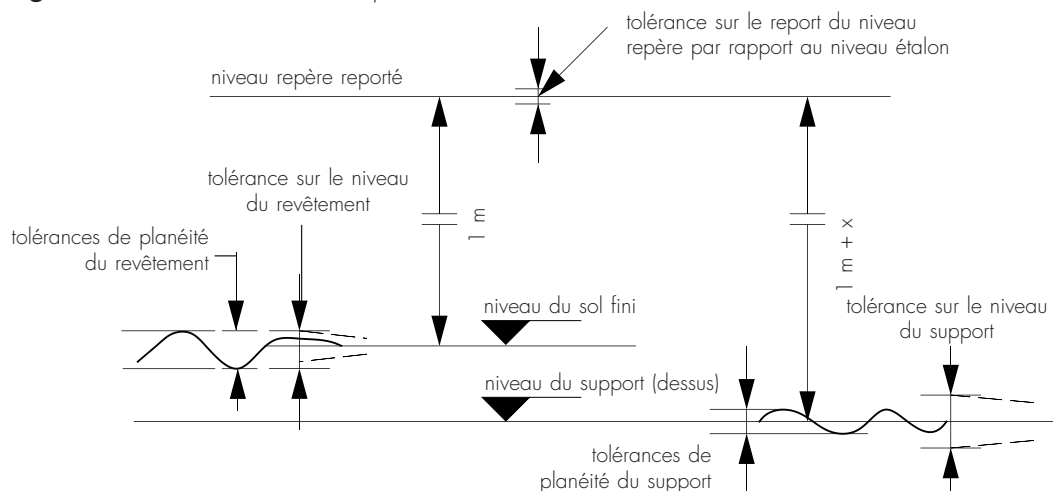 tolérance sur le report du niveau
repère par rapport au niveau étalon
niveau repère reporté
tolérance sur le niveau
du revêtement
tolérances de planéité
du revêtement
1 m
1 m + x
niveau du sol fini
tolérance sur le niveau
du support
niveau du support (dessus)
tolérances de
planéité du support